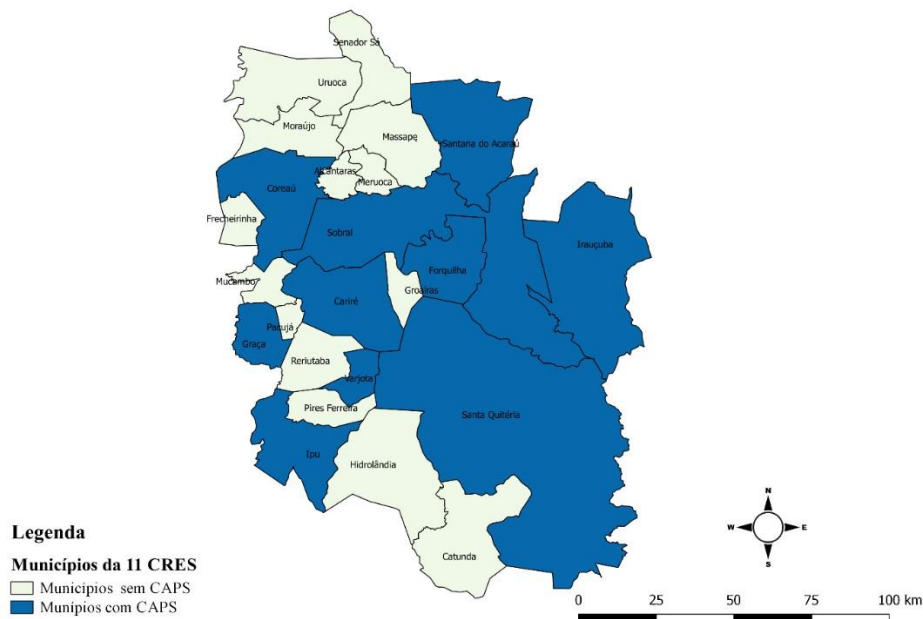 Senador Sá
Uruoca
Moraújo
Massapê
Santana do Acaraú
Alcântaras
Meruoca
Coreaú
Frecheirinha
Sobral
Irauçuba
Forquilha
Mucambo
Groaíras
Cariré
Pacujá
Graça
Reriutaba
Varjota
Pires Ferreira
Santa Quitéria
Ipu
Hidrolândia
Catunda
N
W
E
S
Legenda
Municípios da 11 CRES
Municipios sem CAPS
Munípios com CAPS
0 25 50 75 100 km